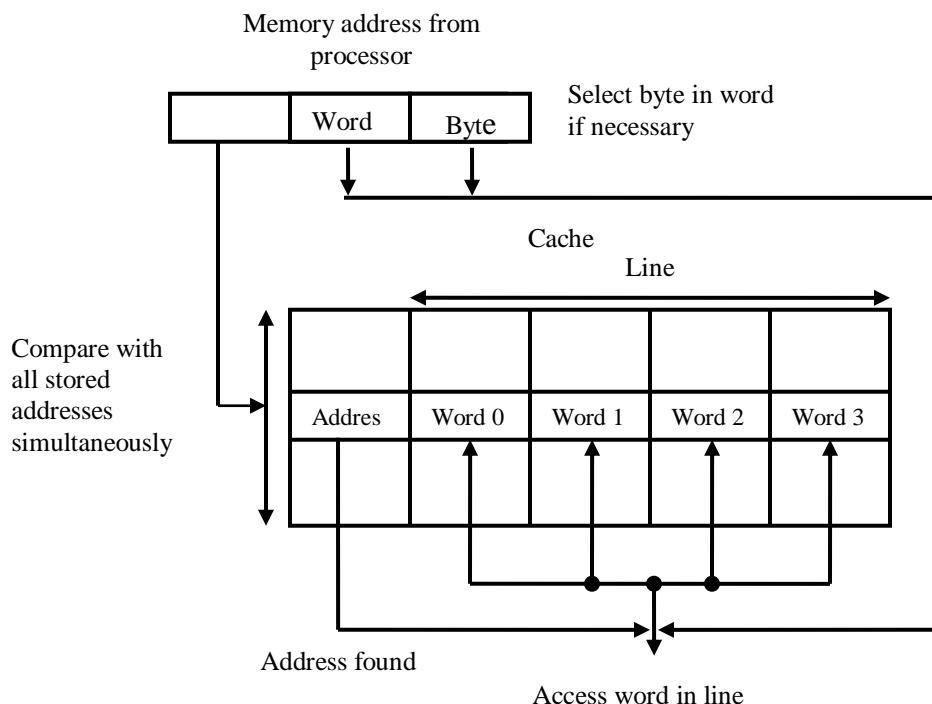 Memory address from
processor
Select byte in word
if necessary
Word
Byte
Cache
Line
Compare with
all stored
addresses
simultaneously
Addres
Word 0
Word 1
Word 2
Word 3
Address found
Access word in line